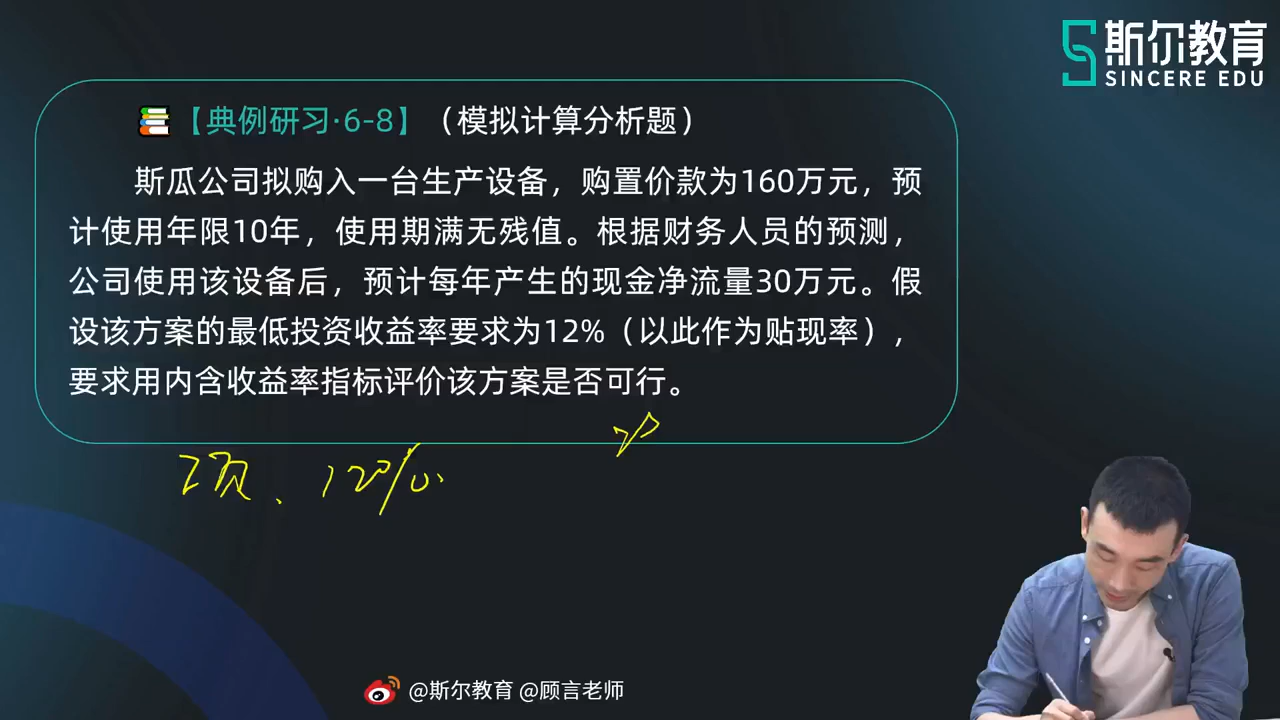 斯尔教育
SINCERE EDU
【典例研习·6-8】（模拟计算分析题）
斯瓜公司拟购入一台生产设备，购置价款为160万元，预
计使用年限10年，使用期满无残值。根据财务人员的预测，
公司使用该设备后，预计每年产生的现金净流量30万元。假
设该方案的最低投资收益率要求为12%（以此作为贴现率），
要求用内含收益率指标评价该方案是否可行。
12%
@斯尔教育 @顾言老师